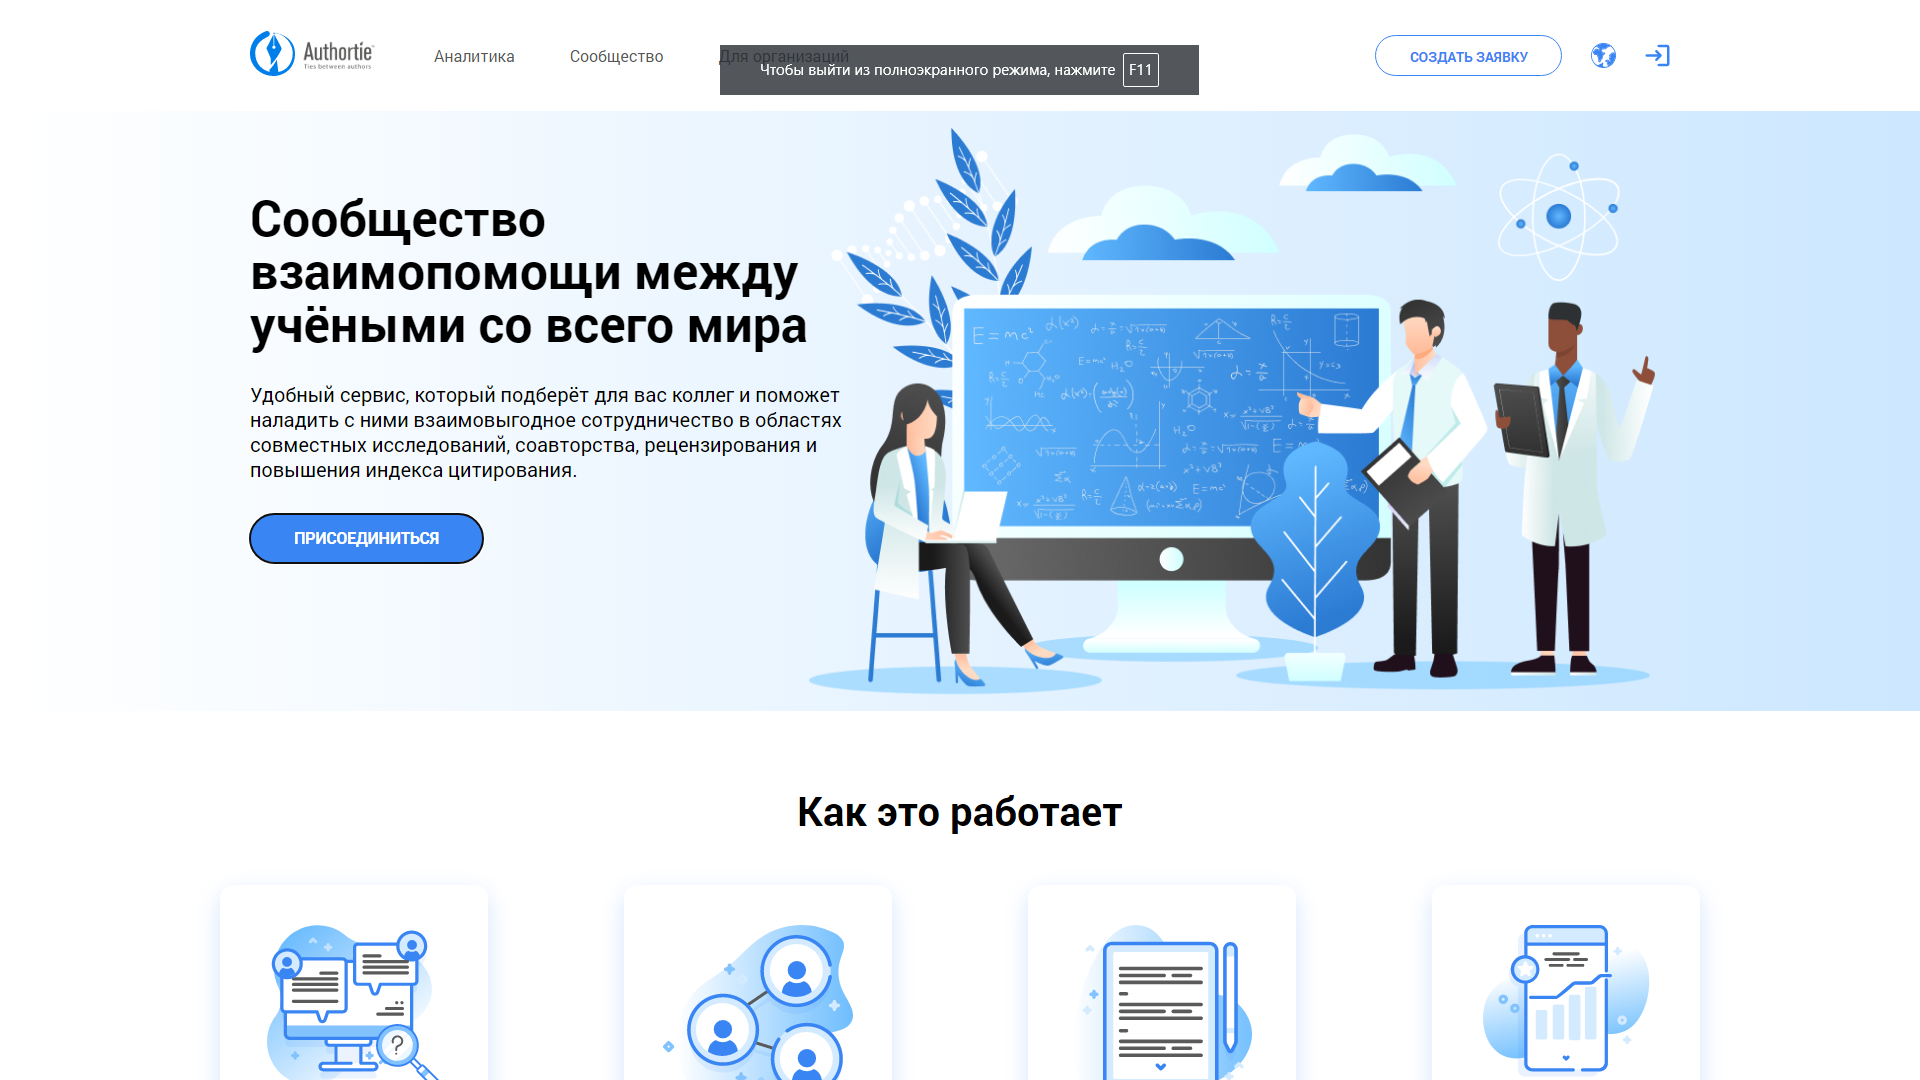 Authortie
Ties between authors
Аналитика
Сообщество
Для организаций
Чтобы выйти из полноэкранного режима, нажмите F11
СОЗДАТЬ ЗАЯВКУ
Сообщество
взаимопомощи между
учёными со всего мира
Удобный сервис, который подберёт для вас коллег и поможет
наладить с ними взаимовыгодное сотрудничество в областях
совместных исследований, соавторства, рецензирования и
повышения индекса цитирования.
ПРИСОЕДИНИТЬСЯ
E = mc²
Как это работает
?